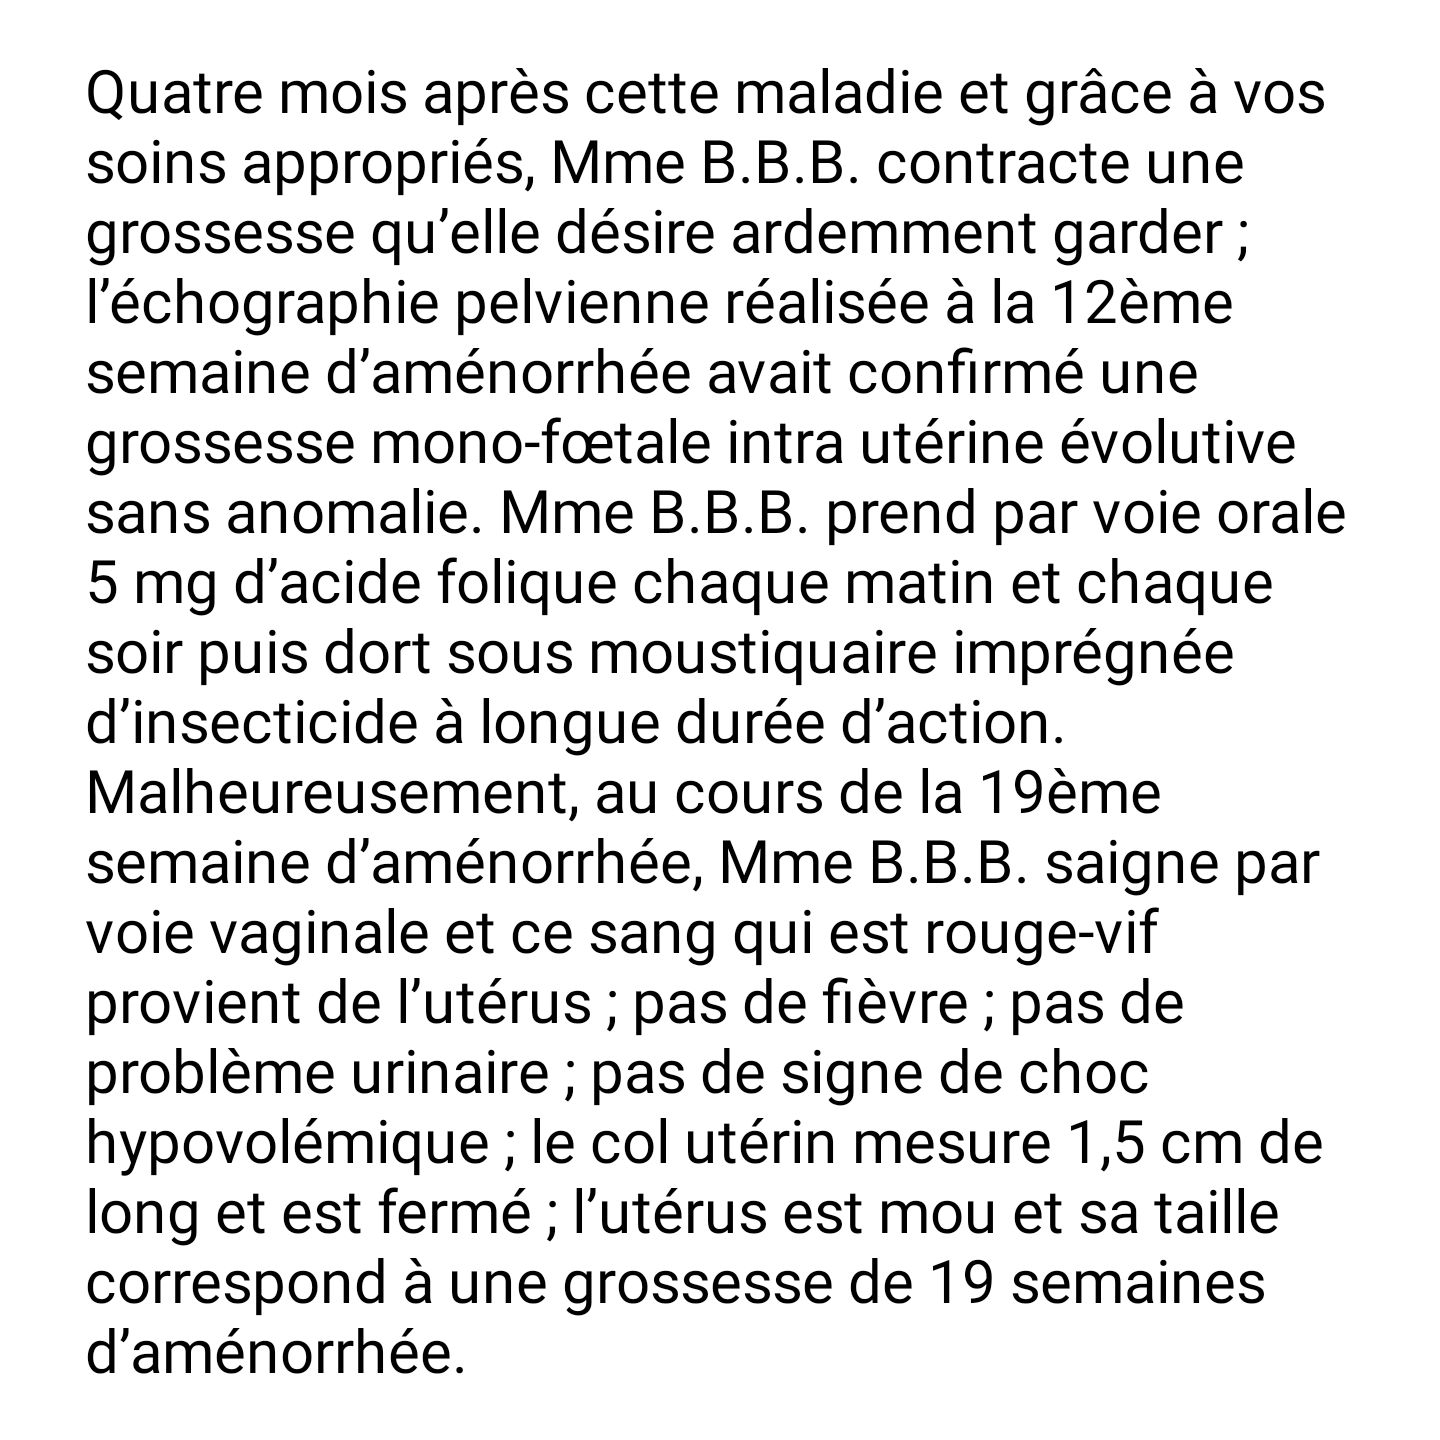 Quatre mois après cette maladie et grâce à vos
soins appropriés, Mme B.B.B. contracte une
grossesse qu’elle désire ardemment garder ;
l’échographie pelvienne réalisée à la 12ème
semaine d’aménorrhée avait confirmé une
grossesse mono-fœtale intra utérine évolutive
sans anomalie. Mme B.B.B. prend par voie orale
5 mg d’acide folique chaque matin et chaque
soir puis dort sous moustiquaire imprégnée
d’insecticide à longue durée d’action.
Malheureusement, au cours de la 19ème
semaine d’aménorrhée, Mme B.B.B. saigne par
voie vaginale et ce sang qui est rouge-vif
provient de l’utérus ; pas de fièvre ; pas de
problème urinaire ; pas de signe de choc
hypovolémique ; le col utérin mesure 1,5 cm de
long et est fermé ; l’utérus est mou et sa taille
correspond à une grossesse de 19 semaines
d’aménorrhée.